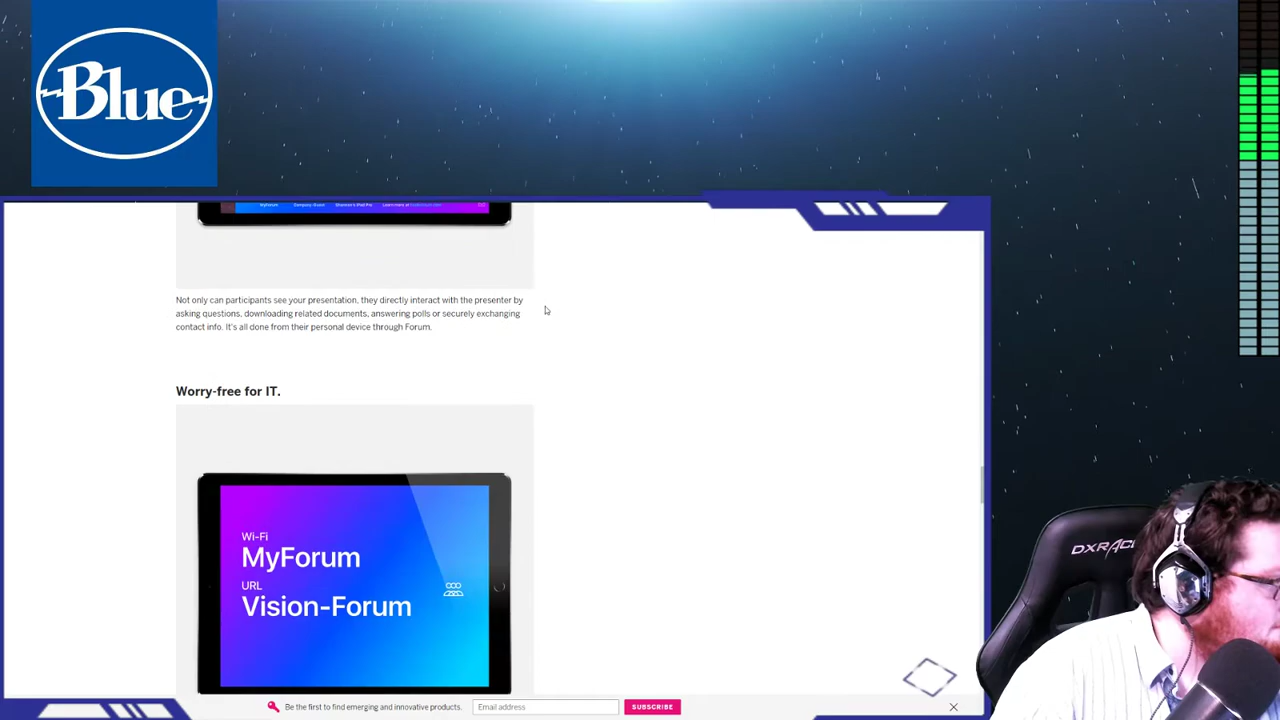 Blue
MyForum
Not only can participants see your presentation, they directly interact with the presenter by
asking questions, downloading related documents, answering polls or securely exchanging
contact info. It's all done from their personal device through Forum.
Worry-free for IT.
Wi-Fi
MyForum
URL
Vision-Forum
Be the first to find emerging and innovative products.
Email address
SUBSCRIBE
DXRAC